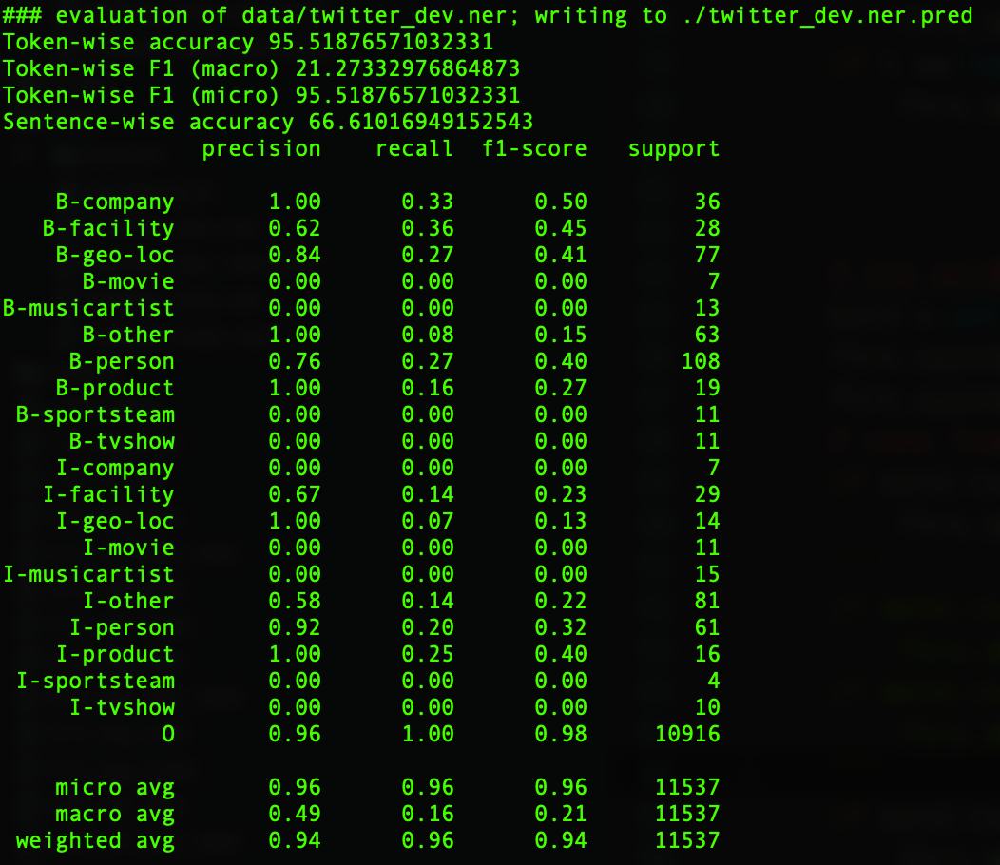 ### evaluation of data/twitter_dev.ner; writing to ./twitter_dev.ner.pred
Token-wise accuracy 95.51876571032331
Token-wise F1 (macro) 21.27332976864873
Token-wise F1 (micro) 95.51876571032331
Sentence-wise accuracy 66.61016949152543
precision recall f1-score support
B-company 1.00 0.33 0.50 36
B-facility 0.62 0.36 0.45 28
B-geo-loc 0.84 0.27 0.41 77
B-movie 0.00 0.00 0.00 7
B-musicartist 0.00 0.00 0.00 13
B-other 1.00 0.08 0.15 63
B-person 0.76 0.27 0.40 108
B-product 1.00 0.16 0.27 19
B-sportsteam 0.00 0.00 0.00 11
B-tvshow 0.00 0.00 0.00 11
I-company 0.00 0.00 0.00 7
I-facility 0.67 0.14 0.23 29
I-geo-loc 1.00 0.07 0.13 14
I-movie 0.00 0.00 0.00 11
I-musicartist 0.00 0.00 0.00 15
I-other 0.58 0.14 0.22 81
I-person 0.92 0.20 0.32 61
I-product 1.00 0.25 0.40 16
I-sportsteam 0.00 0.00 0.00 4
I-tvshow 0.00 0.00 0.00 10
O 0.96 1.00 0.98 10916
micro avg 0.96 0.96 0.96 11537
macro avg 0.49 0.16 0.21 11537
weighted avg 0.94 0.96 0.94 11537